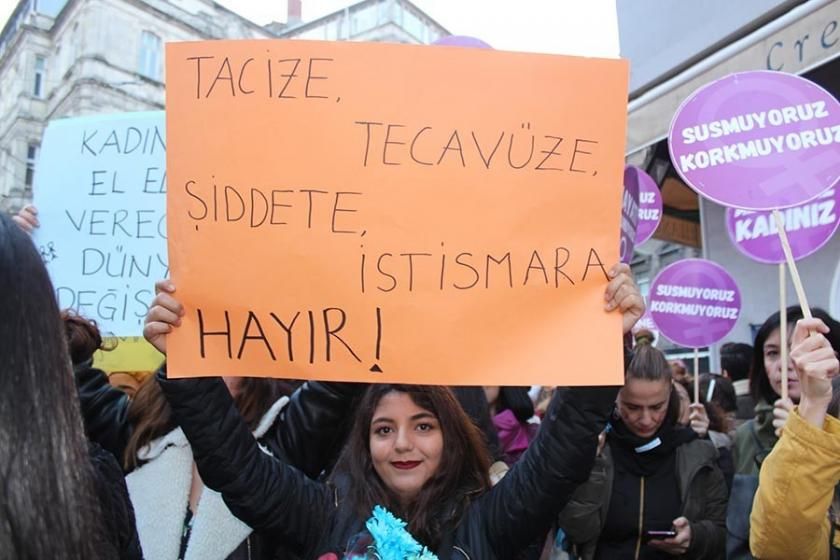 TACİZE,
TECAVÜZE,
ŞİDDETE,
İSTİSMARA
HAYIR!
KADIN
EL EL
DÜNY
DEĞİŞ
SUSMUYORUZ
KORKMUYORUZ
KADINIZ
SUSMUYORUZ
KORKMUYORUZ
UZ
RUZ
Cre